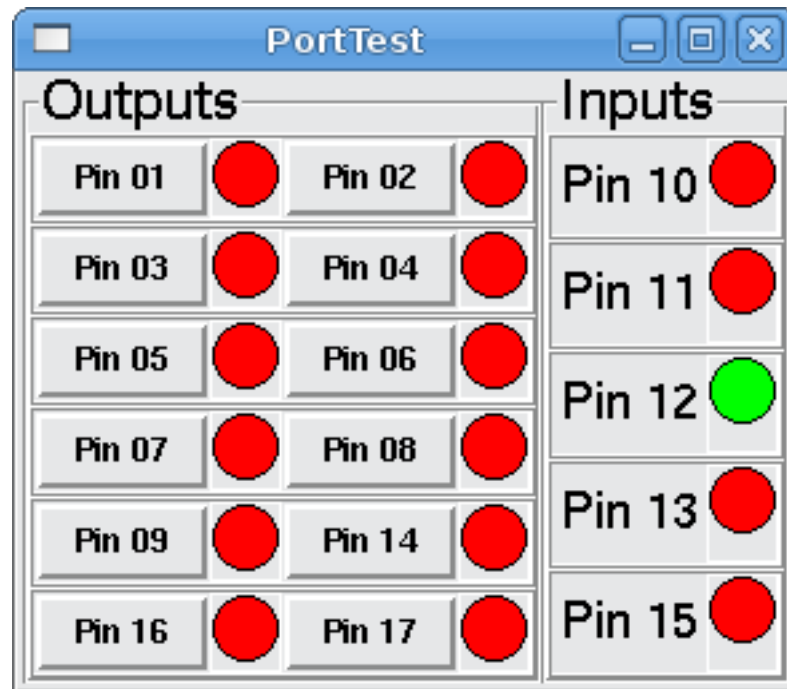 PortTest
Outputs
Pin 01 Pin 02
Pin 03 Pin 04
Pin 05 Pin 06
Pin 07 Pin 08
Pin 09 Pin 14
Pin 16 Pin 17
Inputs
Pin 10
Pin 11
Pin 12
Pin 13
Pin 15